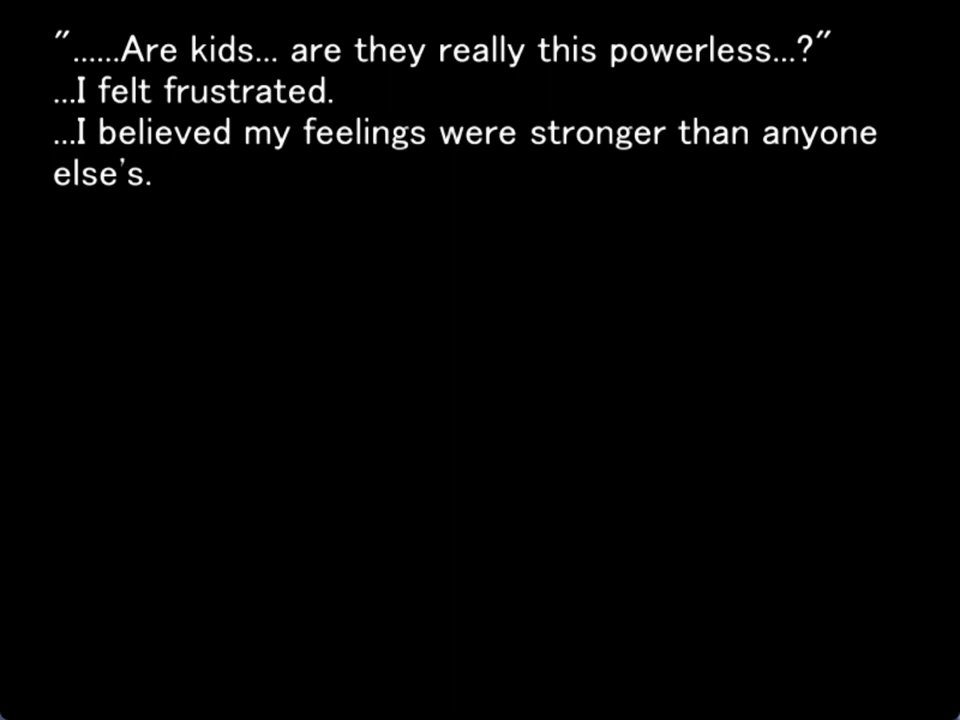 "......Are kids... are they really this powerless...?"
...I felt frustrated.
...I believed my feelings were stronger than anyone
else's.